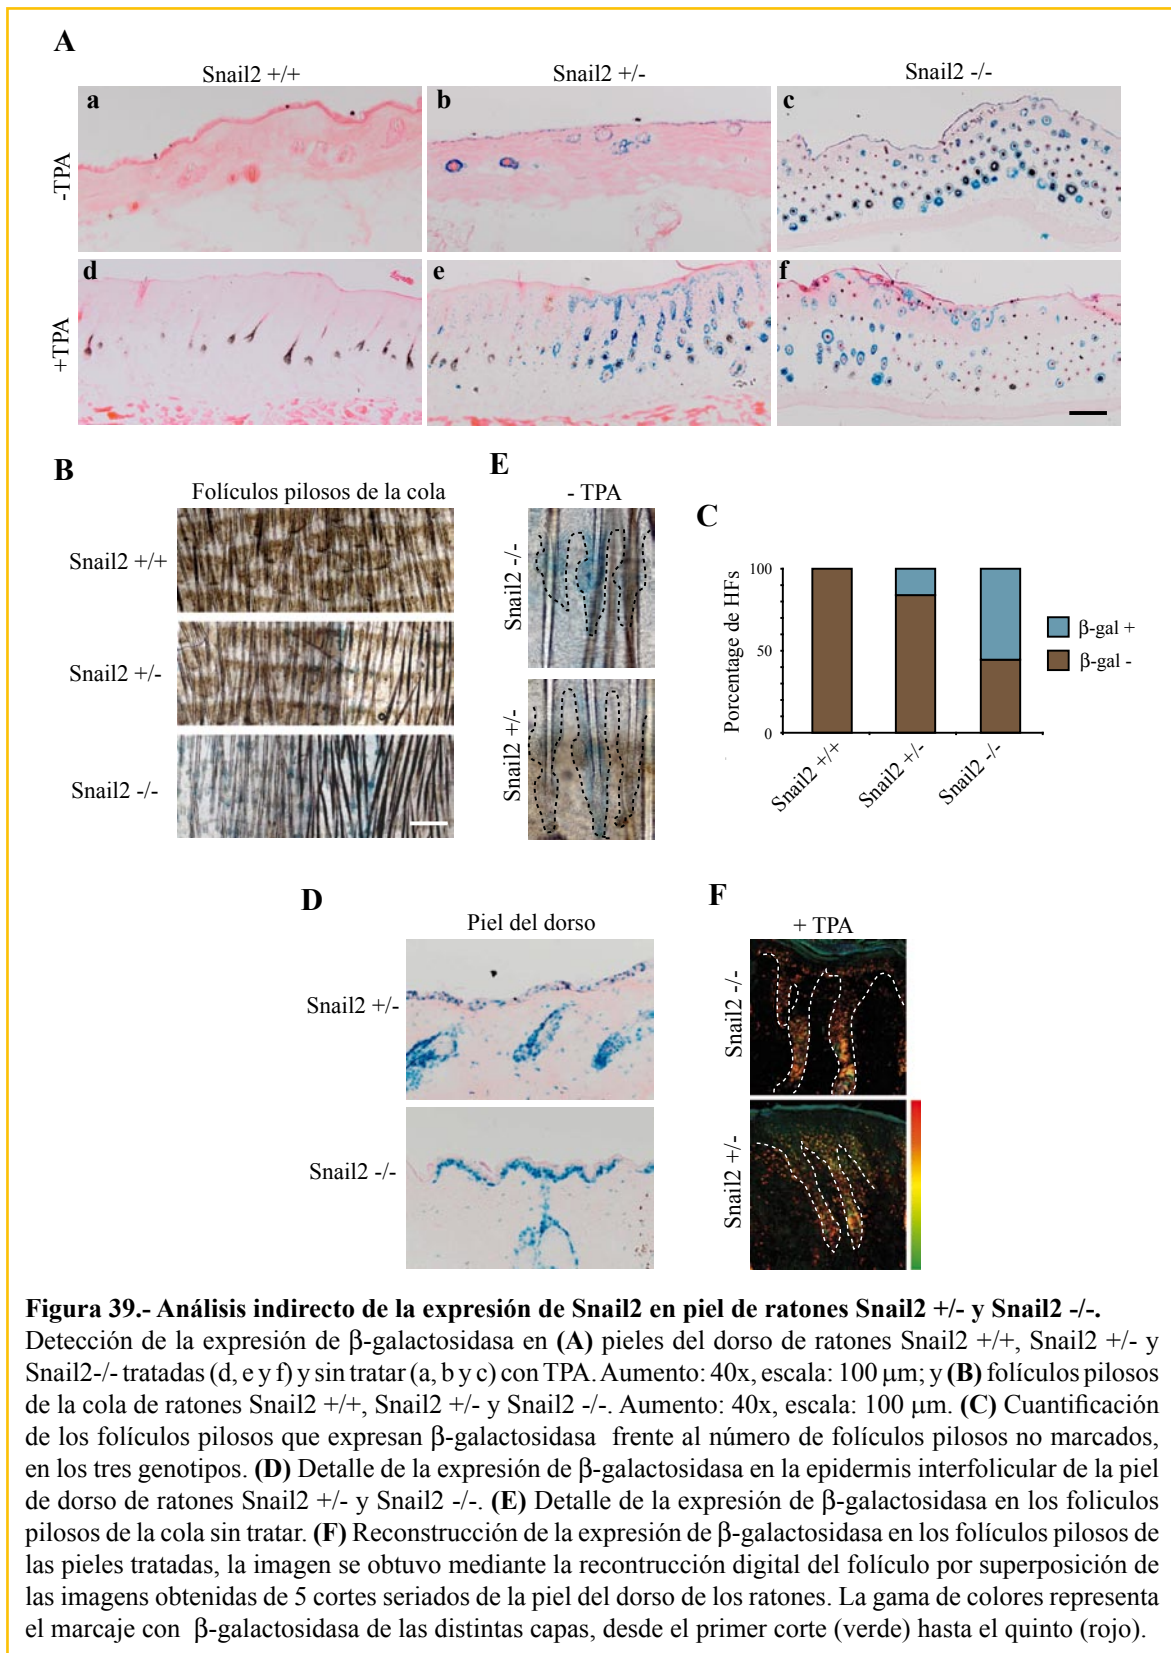 A
Snail2 +/+
Snail2 +/-
Snail2 -/-
-TPA
a
b
c
+TPA
d
e
f
B
Folículos pilosos de la cola
Snail2 +/+
Snail2 +/-
Snail2 -/-
E
- TPA
Snail2 -/-
Snail2 +/-
C
Porcentage de HFs
100
50
0
Snail2 +/+
Snail2 +/-
Snail2 -/-
β-gal +
β-gal -
D
Piel del dorso
Snail2 +/-
Snail2 -/-
F
+ TPA
Snail2 -/-
Snail2 +/-
Figura 39.- Análisis indirecto de la expresión de Snail2 en piel de ratones Snail2 +/- y Snail2 -/-.
Detección de la expresión de β-galactosidasa en (A) pieles del dorso de ratones Snail2 +/+, Snail2 +/- y
Snail2-/- tratadas (d, e y f) y sin tratar (a, b y c) con TPA. Aumento: 40x, escala: 100 μm; y (B) folículos pilosos
de la cola de ratones Snail2 +/+, Snail2 +/- y Snail2 -/-. Aumento: 40x, escala: 100 μm. (C) Cuantificación
de los folículos pilosos que expresan β-galactosidasa frente al número de folículos pilosos no marcados,
en los tres genotipos. (D) Detalle de la expresión de β-galactosidasa en la epidermis interfolicular de la piel
de dorso de ratones Snail2 +/- y Snail2 -/-. (E) Detalle de la expresión de β-galactosidasa en los foliculos
pilosos de la cola sin tratar. (F) Reconstrucción de la expresión de β-galactosidasa en los folículos pilosos de
las pieles tratadas, la imagen se obtuvo mediante la recontrucción digital del folículo por superposición de
las imagens obtenidas de 5 cortes seriados de la piel del dorso de los ratones. La gama de colores representa
el marcaje con β-galactosidasa de las distintas capas, desde el primer corte (verde) hasta el quinto (rojo).